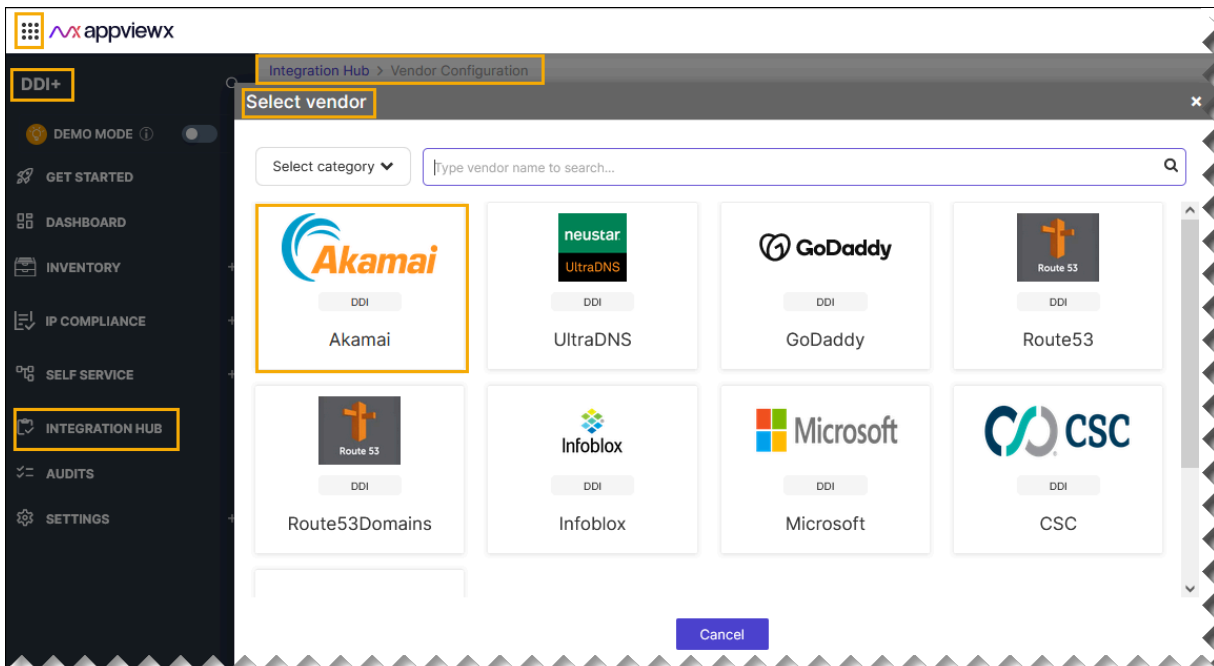 appviewx
DDI+
DEMO MODE
GET STARTED
DASHBOARD
INVENTORY
IP COMPLIANCE
SELF SERVICE
INTEGRATION HUB
AUDITS
SETTINGS
Integration Hub > Vendor Configuration
Select vendor
Select category
Type vendor name to search...
Akamai
DDI
Akamai
neustar
UltraDNS
DDI
UltraDNS
GoDaddy
DDI
GoDaddy
Route 53
DDI
Route53
Route 53
DDI
Route53Domains
Infoblox
DDI
Infoblox
Microsoft
DDI
Microsoft
CSC
DDI
CSC
Cancel